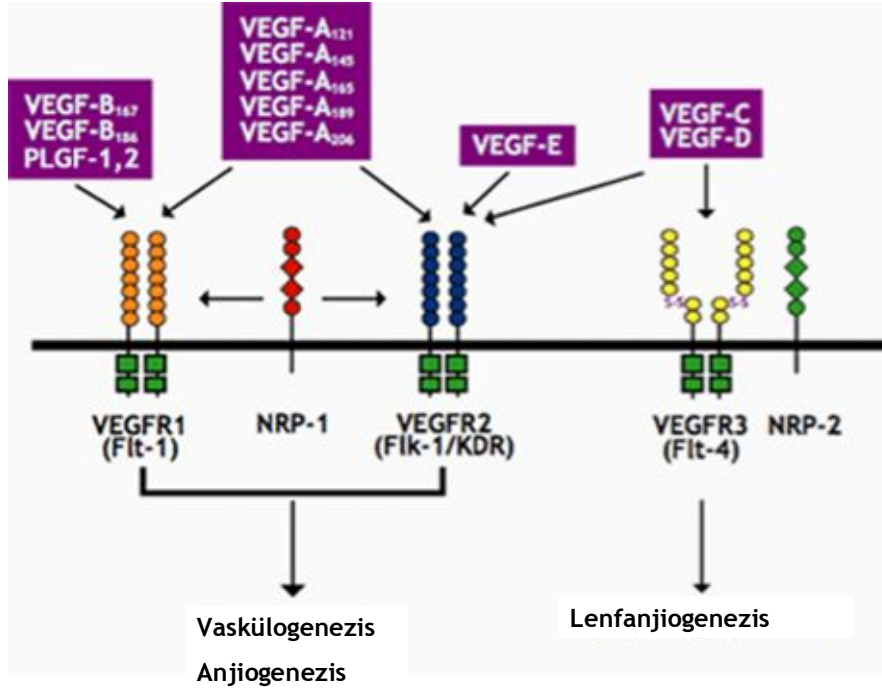 VEGF-A₁₂₁
VEGF-A₁₄₅
VEGF-A₁₆₅
VEGF-A₁₈₉
VEGF-A₂₀₆
VEGF-B₁₆₇
VEGF-B₁₈₆
PLGF-1,2
VEGF-E
VEGF-C
VEGF-D
S-S
S-S
VEGFR1
(Flt-1)
NRP-1
VEGFR2
(Flk-1/KDR)
VEGFR3
(Flt-4)
NRP-2
Vaskülogenezis
Anjiogenezis
Lenfanjiogenezis